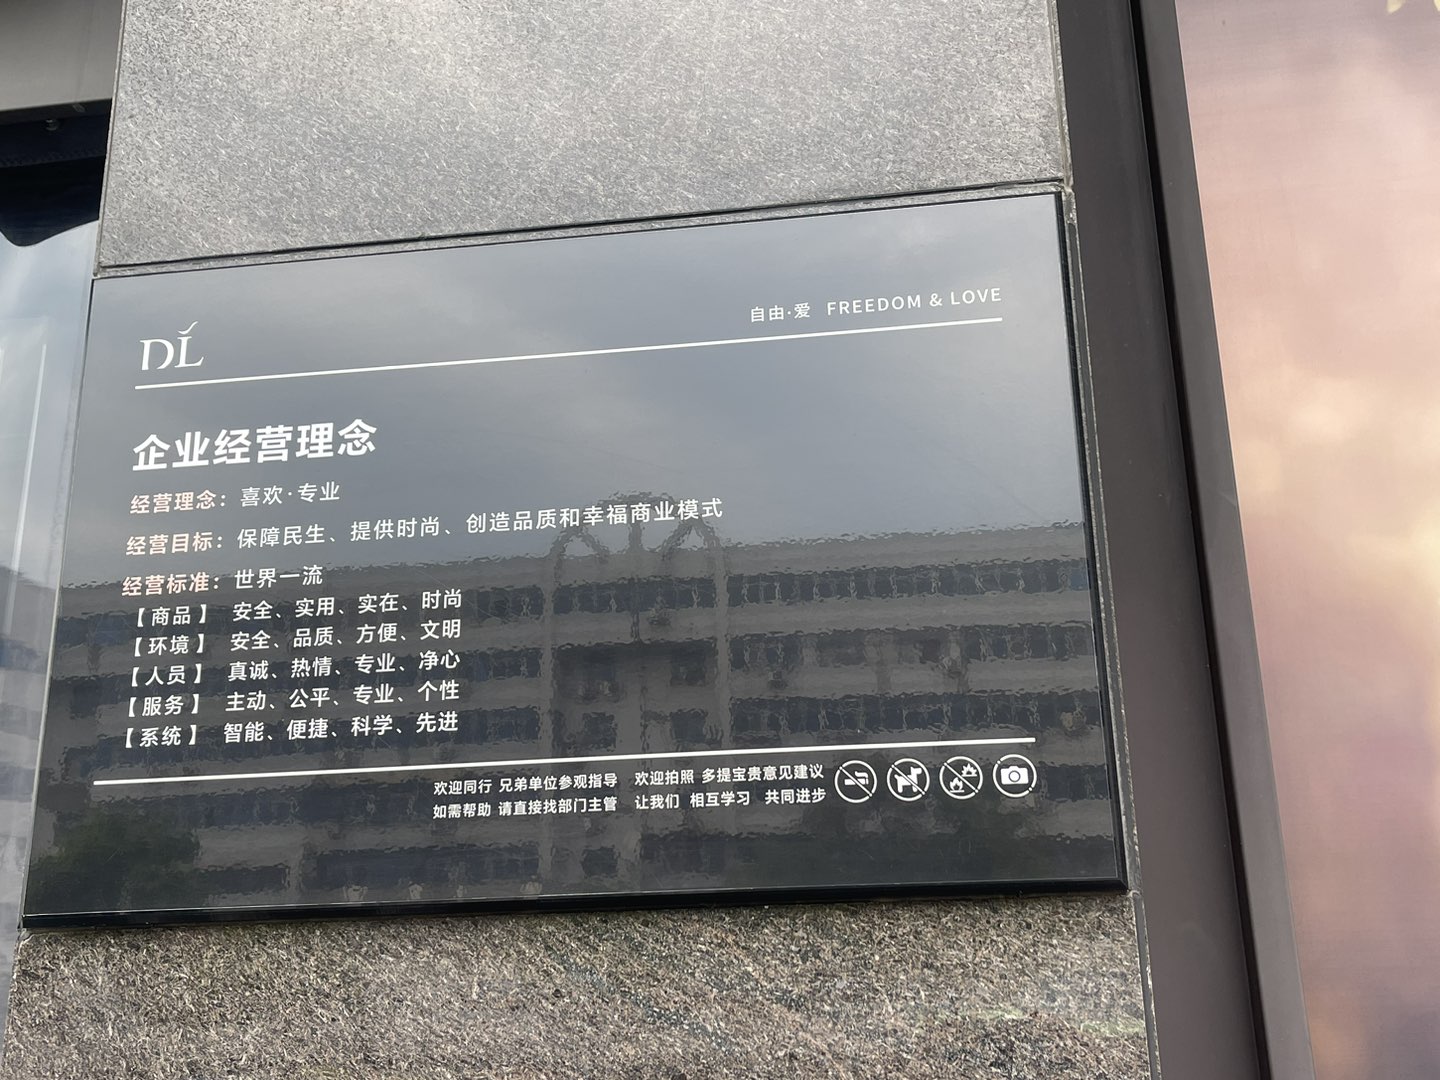 DL
自由·爱 FREEDOM & LOVE
企业经营理念
经营理念：喜欢·专业
经营目标：保障民生、提供时尚、创造品质和幸福商业模式
经营标准：世界一流
【商品】 安全、实用、实在、时尚
【环境】 安全、品质、方便、文明
【人员】 真诚、热情、专业、净心
【服务】 主动、公平、专业、个性
【系统】 智能、便捷、科学、先进
欢迎同行 兄弟单位参观指导 欢迎拍照 多提宝贵意见建议
如需帮助 请直接找部门主管 让我们 相互学习 共同进步